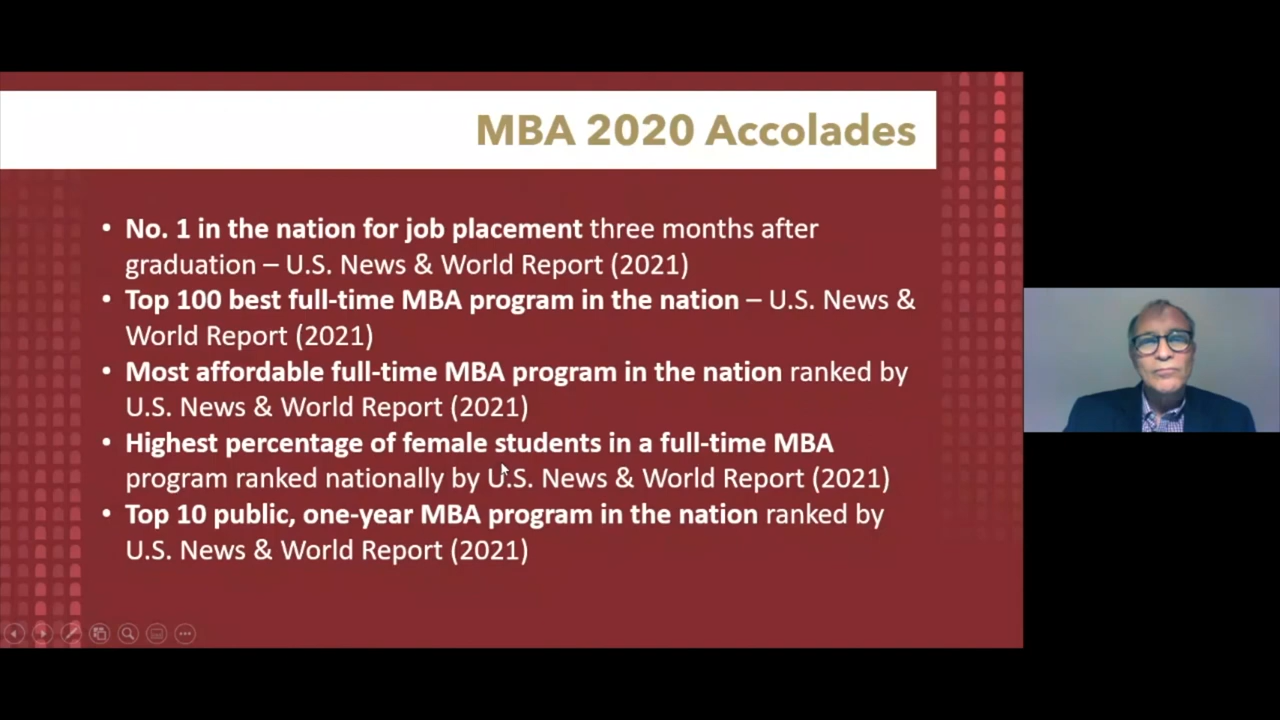 MBA 2020 Accolades
• No. 1 in the nation for job placement three months after
graduation – U.S. News & World Report (2021)
• Top 100 best full-time MBA program in the nation – U.S. News &
World Report (2021)
• Most affordable full-time MBA program in the nation ranked by
U.S. News & World Report (2021)
• Highest percentage of female students in a full-time MBA
program ranked nationally by U.S. News & World Report (2021)
• Top 10 public, one-year MBA program in the nation ranked by
U.S. News & World Report (2021)